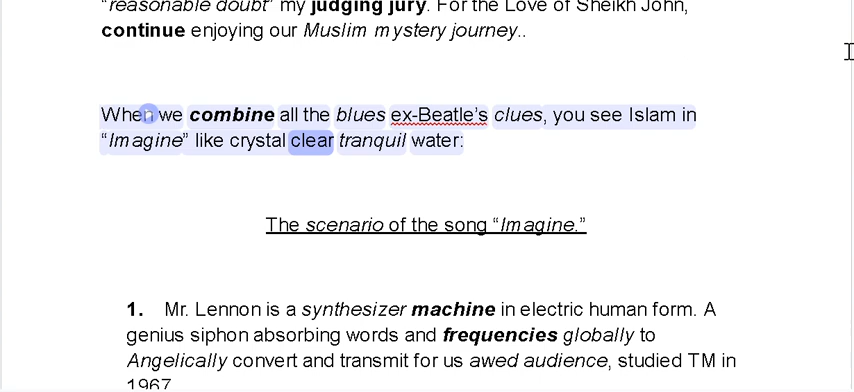 "reasonable doubt" my judging jury. For the Love of Sheikh John,
continue enjoying our Muslim mystery journey..
When we combine all the blues ex-Beatle's clues, you see Islam in
"Imagine" like crystal clear tranquil water:
The scenario of the song "Imagine."
1. Mr. Lennon is a synthesizer machine in electric human form. A
genius siphon absorbing words and frequencies globally to
Angelically convert and transmit for us awed audience, studied TM in
1967